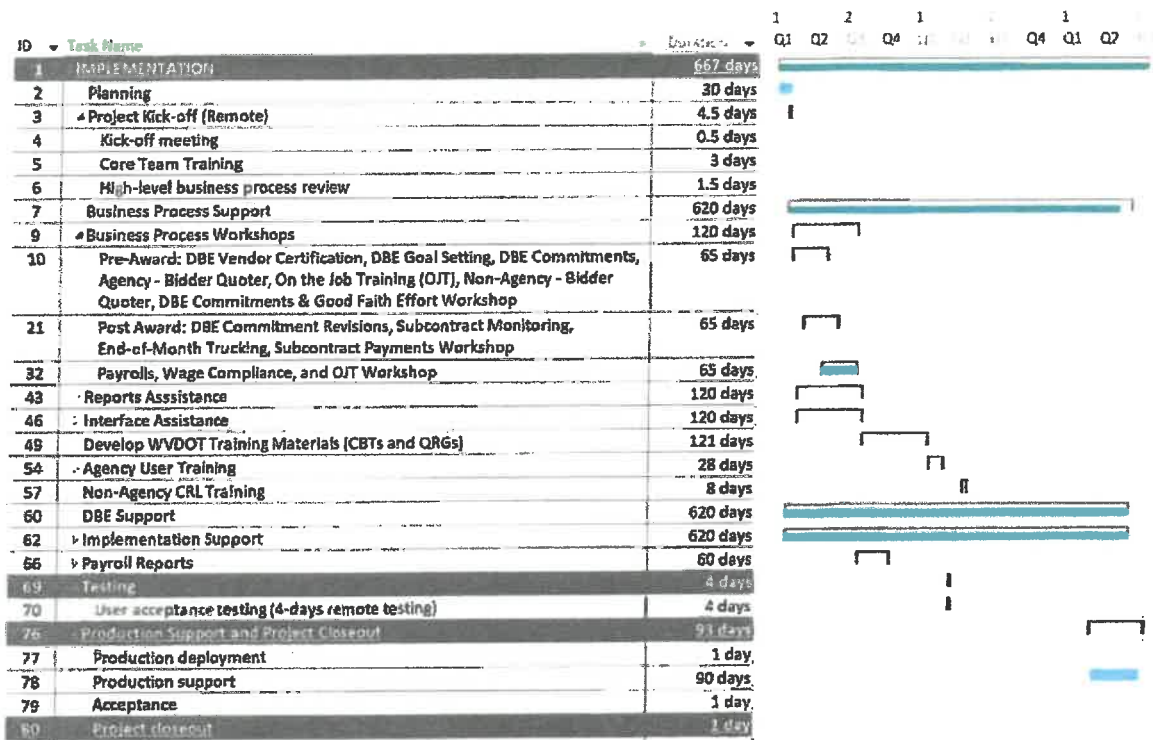 1 2 1 1
ID Task Name Duration Q1 Q2 Q4 Q4 Q1 Q2
1 IMPLEMENTATION 667 days
2 Planning 30 days
3 Project Kick-off (Remote) 4.5 days
4 Kick-off meeting 0.5 days
5 Core Team Training 3 days
6 High-level business process review 1.5 days
7 Business Process Support 620 days
9 Business Process Workshops 120 days
10 Pre-Award: DBE Vendor Certification, DBE Goal Setting, DBE Commitments, 65 days
Agency - Bidder Quoter, On the Job Training (OJT), Non-Agency - Bidder
Quoter, DBE Commitments & Good Faith Effort Workshop
21 Post Award: DBE Commitment Revisions, Subcontract Monitoring, 65 days
End-of-Month Trucking, Subcontract Payments Workshop
32 Payrolls, Wage Compliance, and OJT Workshop 65 days
43 Reports Asssistance 120 days
46 Interface Assistance 120 days
49 Develop WVDOT Training Materials (CBTs and QRGs) 121 days
54 Agency User Training 28 days
57 Non-Agency CRL Training 8 days
60 DBE Support 620 days
62 Implementation Support 620 days
66 Payroll Reports 60 days
69 Testing 4 days
70 User acceptance testing (4-days remote testing) 4 days
76 Production Support and Project Closeout 93 days
77 Production deployment 1 day
78 Production support 90 days
79 Acceptance 1 day
80 Project closeout 1 day